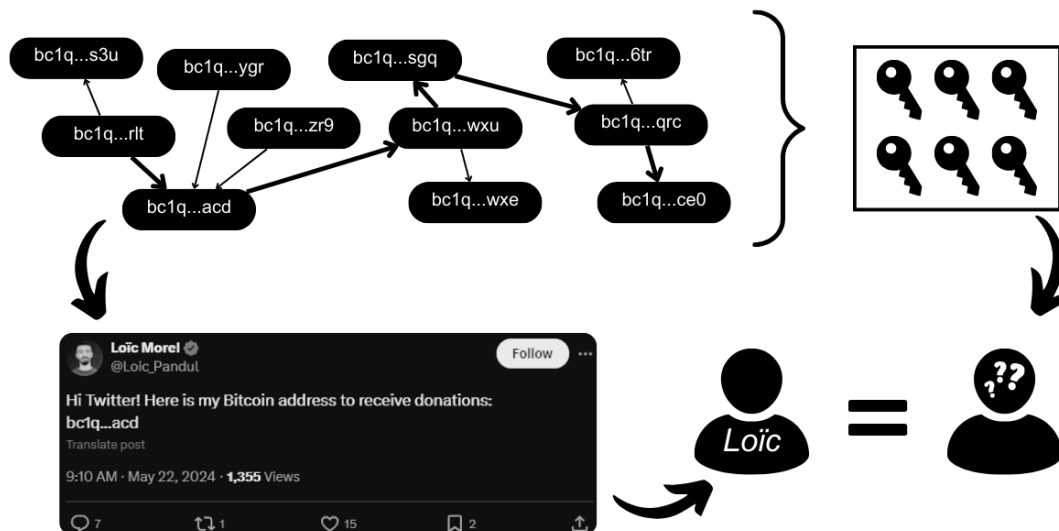 bc1q...s3u
bc1q...ygr
bc1q...sgq
bc1q...6tr
bc1q...rlt
bc1q...zr9
bc1q...wxu
bc1q...qrc
bc1q...acd
bc1q...wxe
bc1q...ce0
Loïc Morel
@Loic_Pandul
Follow
Hi Twitter! Here is my Bitcoin address to receive donations:
bc1q...acd
Translate post
9:10 AM · May 22, 2024 · 1,355 Views
7 1 15 2
Loïc
=
???